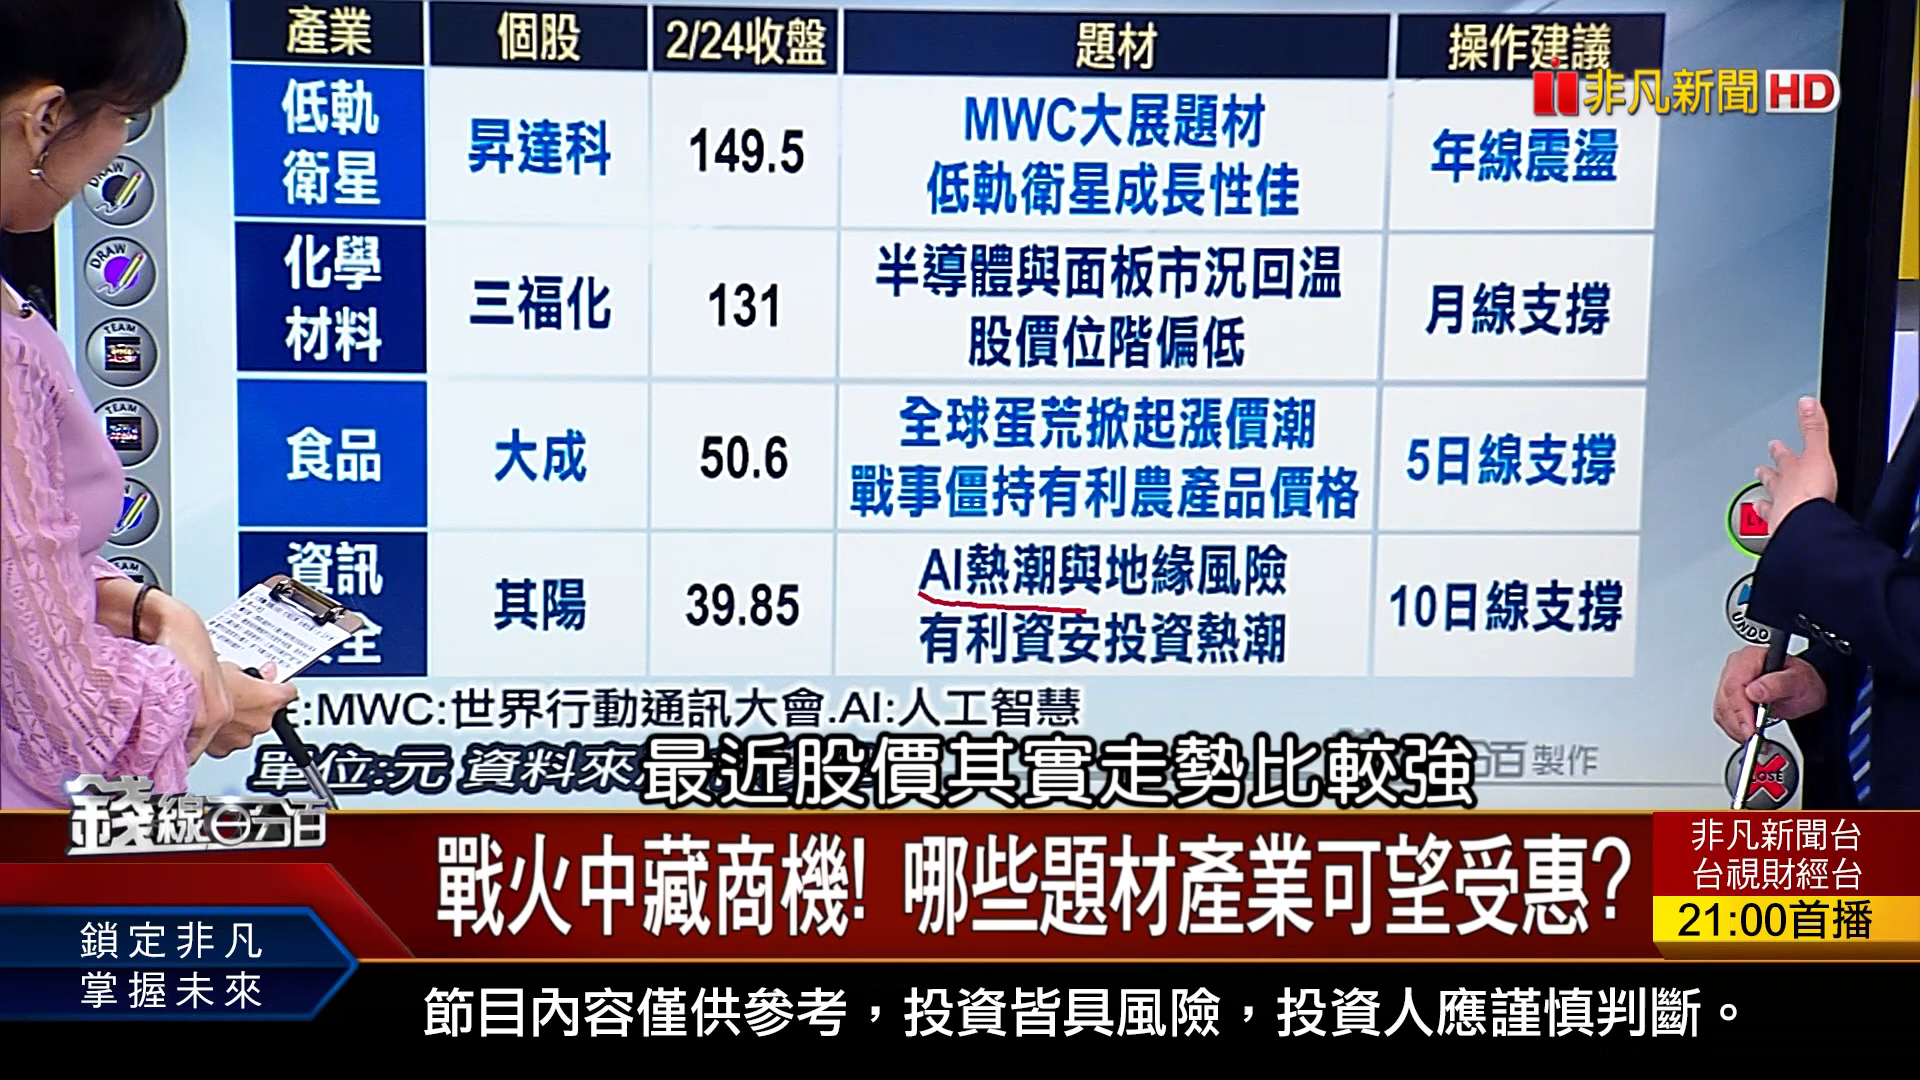 產業 個股 2/24收盤 題材 操作建議
非凡新聞HD
低軌
衛星
昇達科
149.5
MWC大展題材
低軌衛星成長性佳
年線震盪
化學
材料
三福化
131
半導體與面板市況回温
股價位階偏低
月線支撐
食品
大成
50.6
全球蛋荒掀起漲價潮
戰事僵持有利農產品價格
5日線支撐
資訊
全
其陽
39.85
AI熱潮與地緣風險
有利資安投資熱潮
10日線支撐
:MWC:世界行動通訊大會.AI:人工智慧
單位:元 資料來
分百製作
DRAW
DRAW
TEAM
TEAM
UNDO
CLOSE
最近股價其實走勢比較強
錢線百分百
戰火中藏商機! 哪些題材產業可望受惠?
非凡新聞台
台視財經台
21:00首播
鎖定非凡
掌握未來
節目內容僅供參考，投資皆具風險，投資人應謹慎判斷。